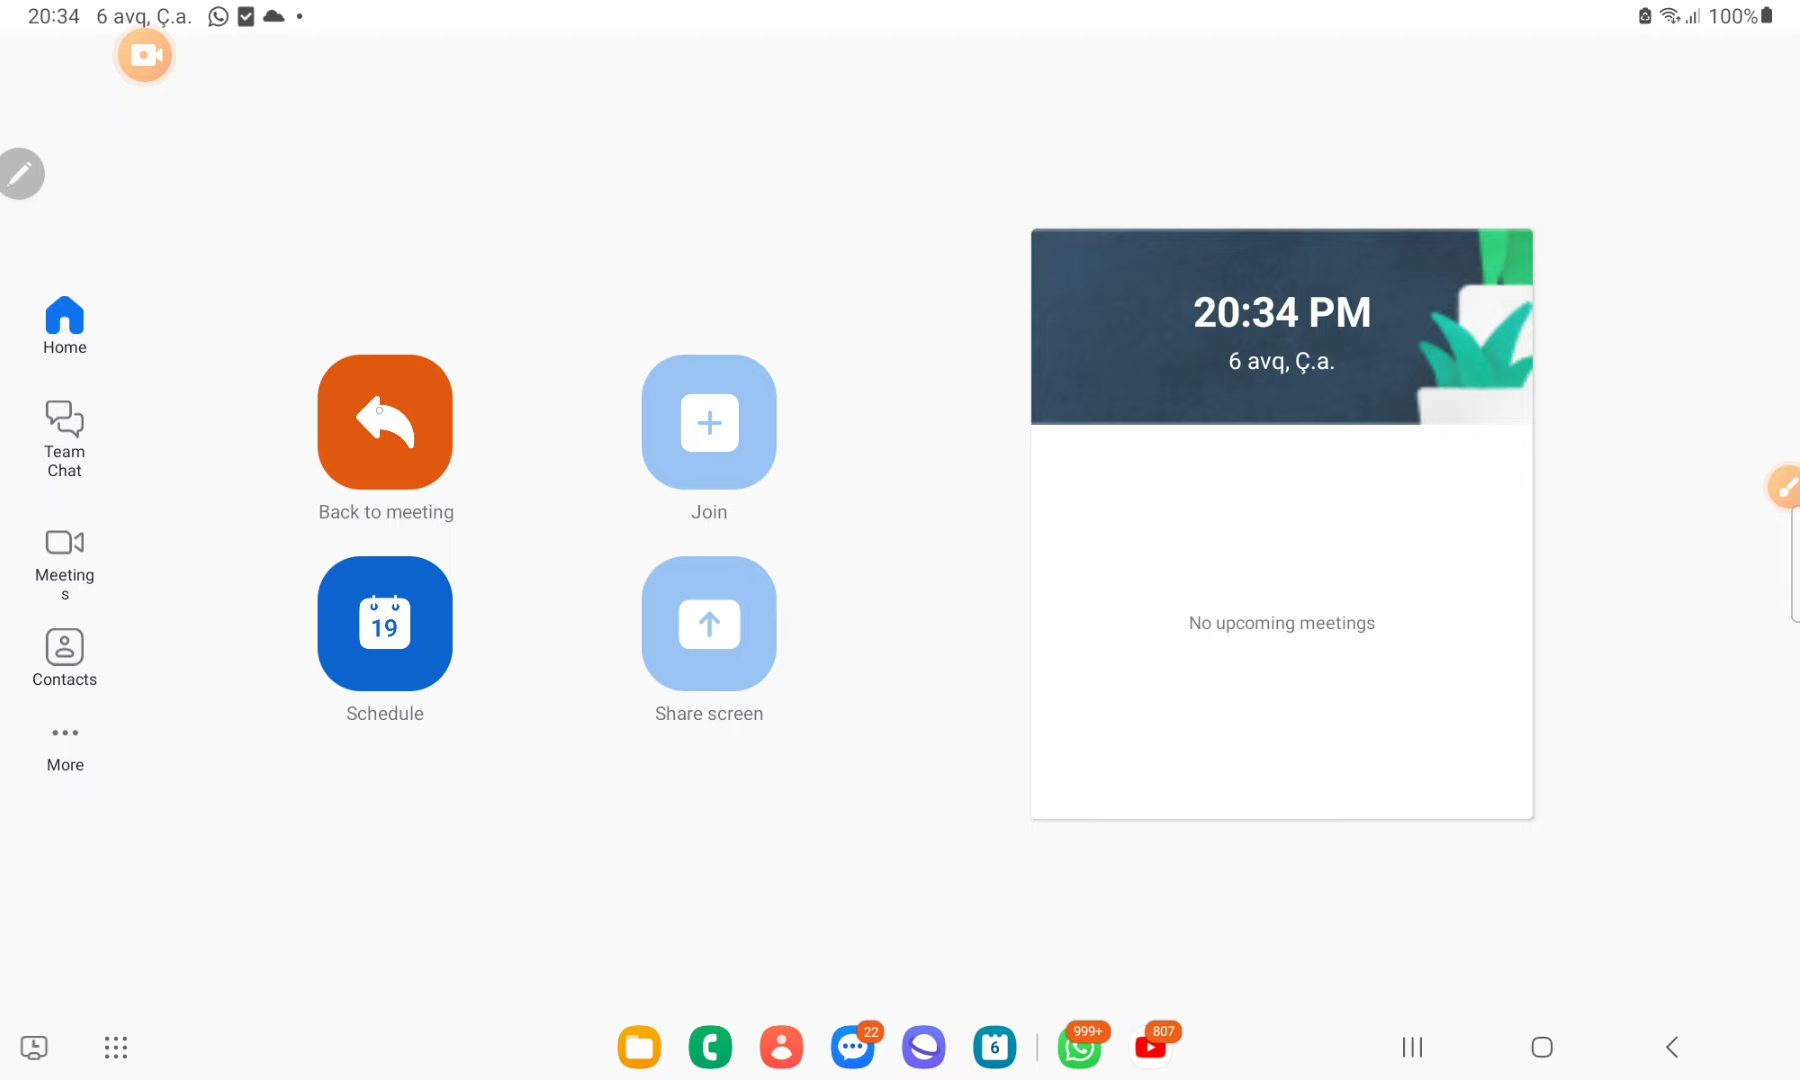 20:34 6 avq, Ç.a.
100%
Home
Team
Chat
Meeting
s
Contacts
More
Back to meeting
Join
19
Schedule
Share screen
20:34 PM
6 avq, Ç.a.
No upcoming meetings
22
6
999+
807